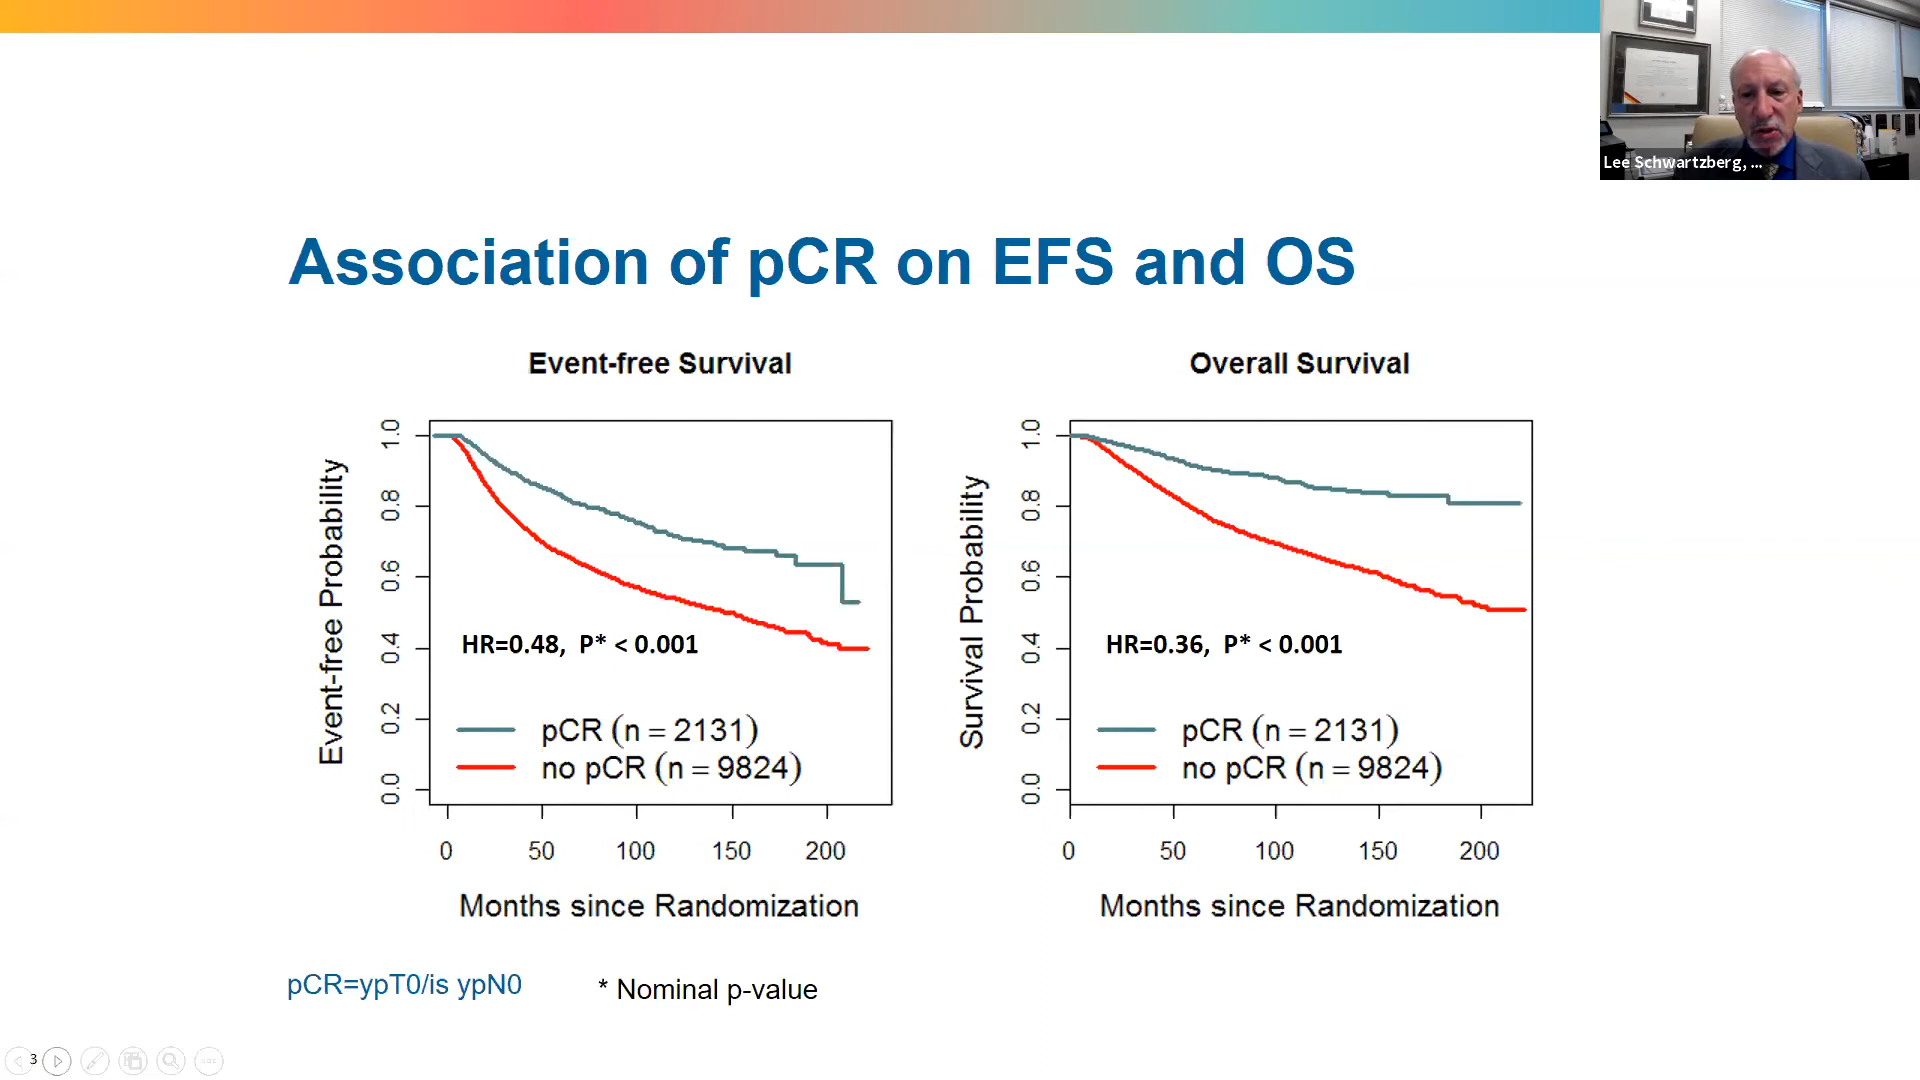 Lee Schwartzberg, ...
Association of pCR on EFS and OS
Event-free Survival
Event-free Probability
1.0
0.8
0.6
0.4
0.2
0.0
HR=0.48, P* < 0.001
pCR (n = 2131)
no pCR (n = 9824)
0 50 100 150 200
Months since Randomization
Overall Survival
Survival Probability
1.0
0.8
0.6
0.4
0.2
0.0
HR=0.36, P* < 0.001
pCR (n = 2131)
no pCR (n = 9824)
0 50 100 150 200
Months since Randomization
pCR=ypT0/is ypN0
* Nominal p-value
3